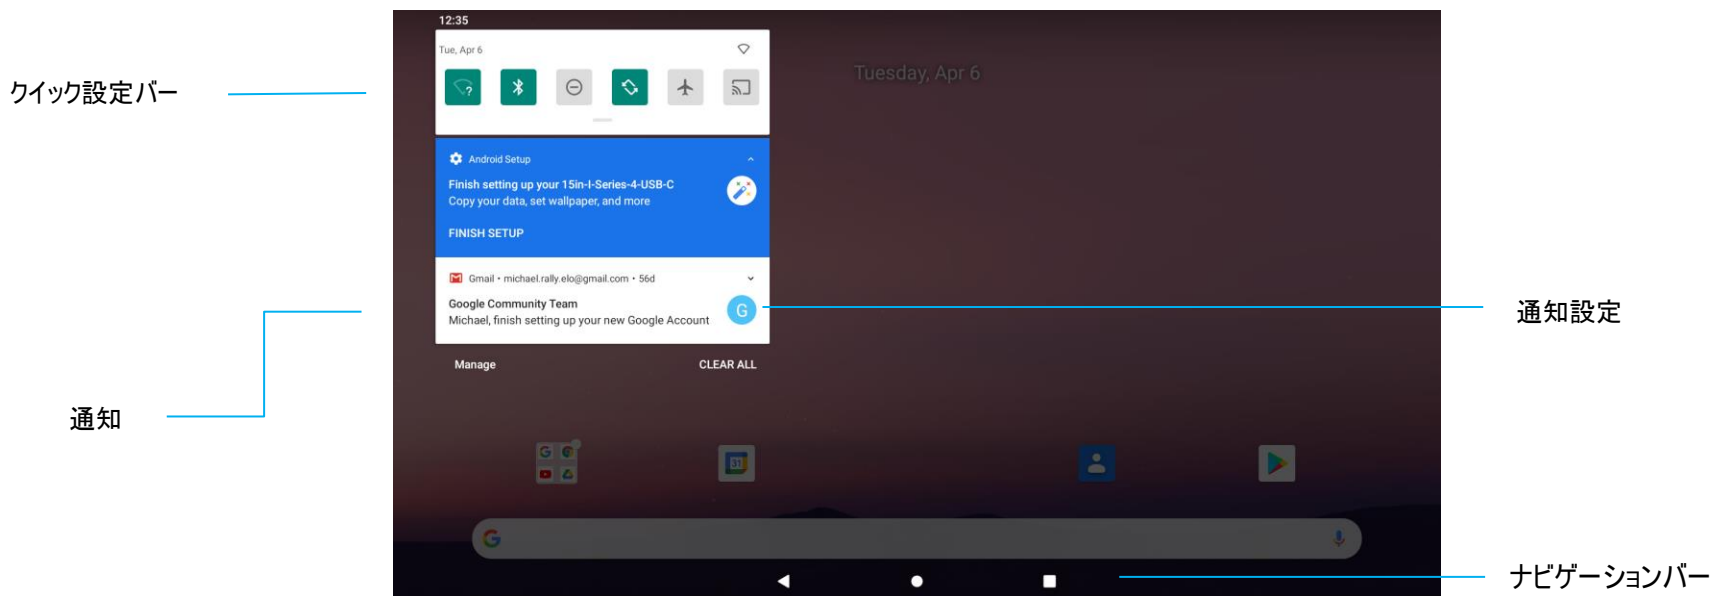 12:35
Tue, Apr 6
Tuesday, Apr 6
クイック設定バー
?
Android Setup
Finish setting up your 15in-I-Series-4-USB-C
Copy your data, set wallpaper, and more
FINISH SETUP
Gmail • michael.rally.elo@gmail.com • 56d
Google Community Team
Michael, finish setting up your new Google Account
G
通知設定
Manage
CLEAR ALL
通知
G
31
G
ナビゲーションバー